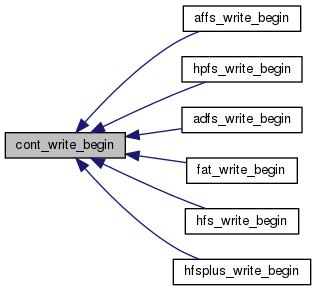 affs_write_begin
hpfs_write_begin
adfs_write_begin
cont_write_begin
fat_write_begin
hfs_write_begin
hfsplus_write_begin